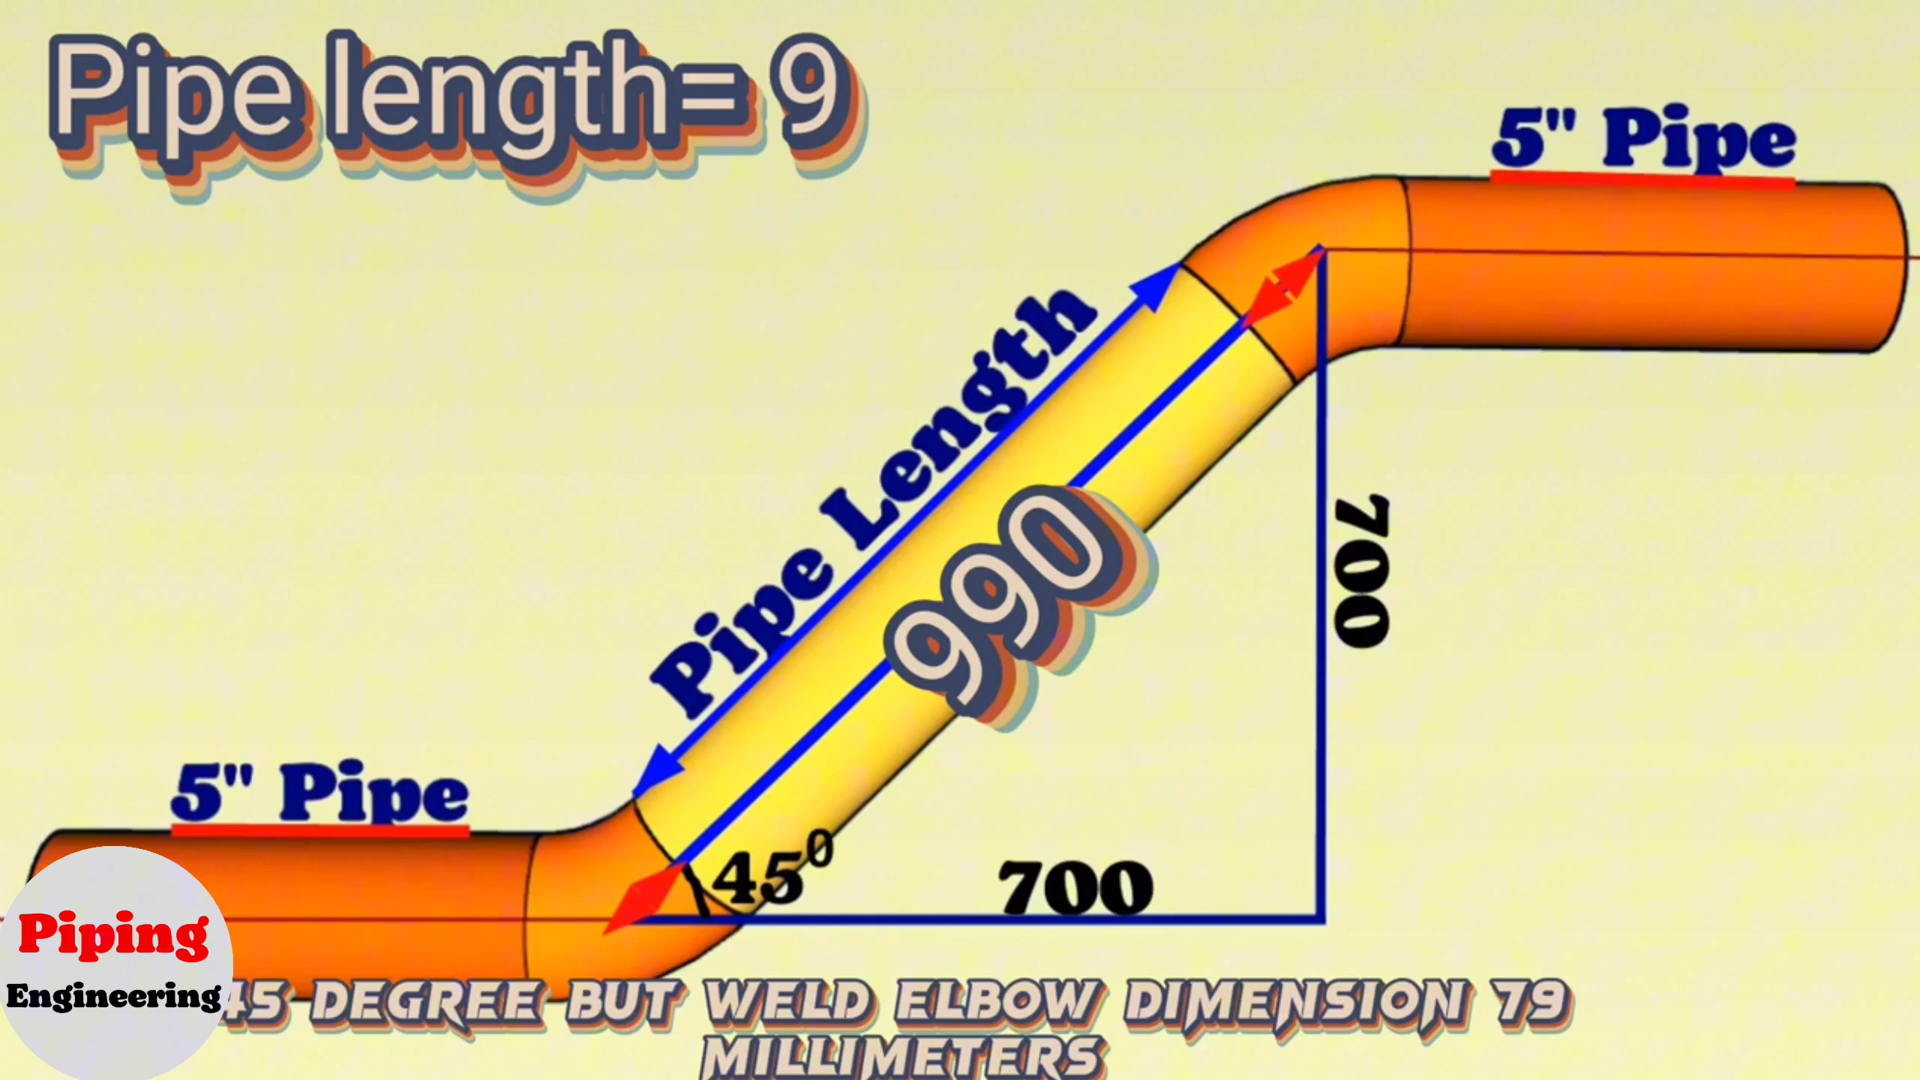 Pipe length= 9
5" Pipe
Pipe Length
990
700
5" Pipe
45⁰
700
Piping
Engineering
45 DEGREE BUT WELD ELBOW DIMENSION 79
MILLIMETERS